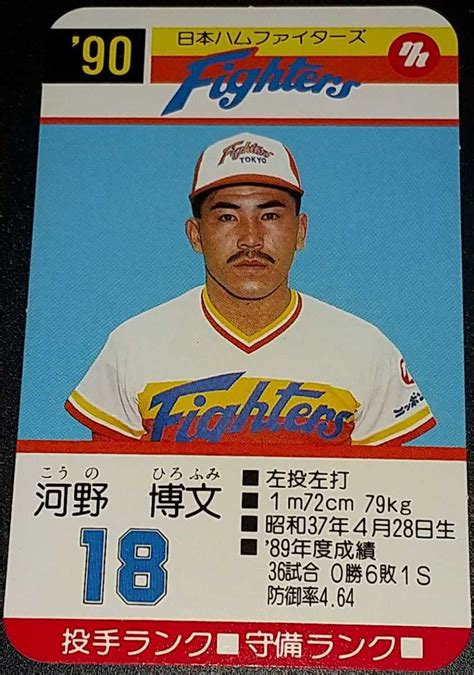 '90
日本ハムファイターズ
Fighters
Fighters
TOKYO
Fighters
こうの ひろふみ
河野 博文
18
■左投左打
■1m72cm 79kg
■昭和37年4月28日生
■'89年度成績
36試合 0勝6敗1S
防御率4.64
投手ランク■ 守備ランク■